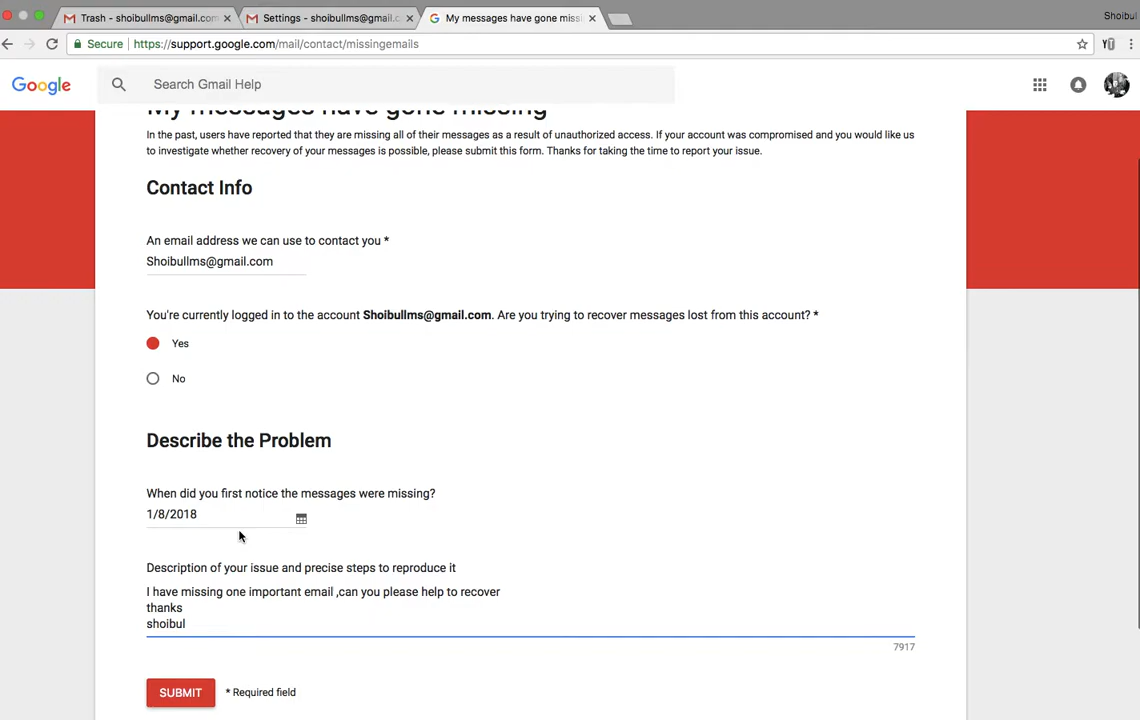 Trash - shoibullms@gmail.com
Settings - shoibullms@gmail.c
My messages have gone missi
Shoibul
Secure
https://support.google.com/mail/contact/missingemails
Google
Search Gmail Help
My messages have gone missing
In the past, users have reported that they are missing all of their messages as a result of unauthorized access. If your account was compromised and you would like us
to investigate whether recovery of your messages is possible, please submit this form. Thanks for taking the time to report your issue.
Contact Info
An email address we can use to contact you *
Shoibullms@gmail.com
You're currently logged in to the account Shoibullms@gmail.com. Are you trying to recover messages lost from this account? *
Yes
No
Describe the Problem
When did you first notice the messages were missing?
1/8/2018
Description of your issue and precise steps to reproduce it
I have missing one important email ,can you please help to recover
thanks
shoibul
7917
SUBMIT
* Required field